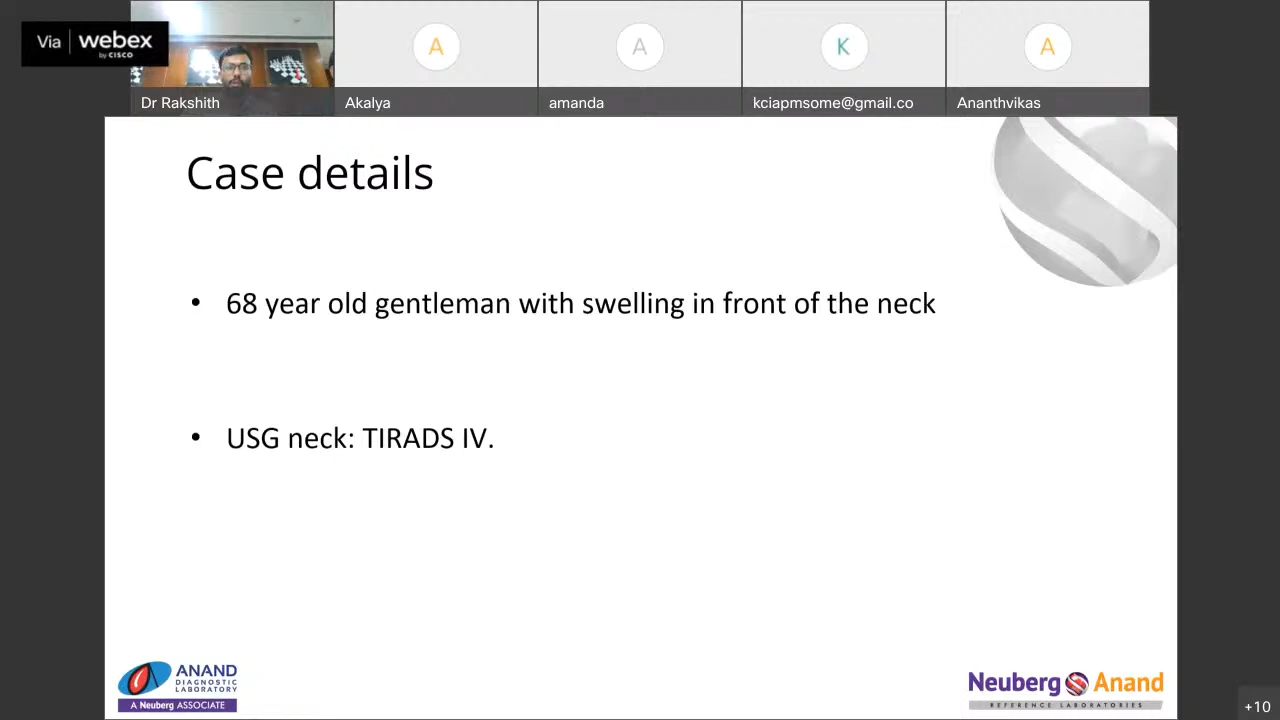 Via webex
by CISCO
A
A
K
A
Dr Rakshith
Akalya
amanda
kciapmsome@gmail.co
Ananthvikas
Case details
• 68 year old gentleman with swelling in front of the neck
• USG neck: TIRADS IV.
ANAND
DIAGNOSTIC
LABORATORY
A Neuberg ASSOCIATE
Neuberg Anand
REFERENCE LABORATORIES
+10